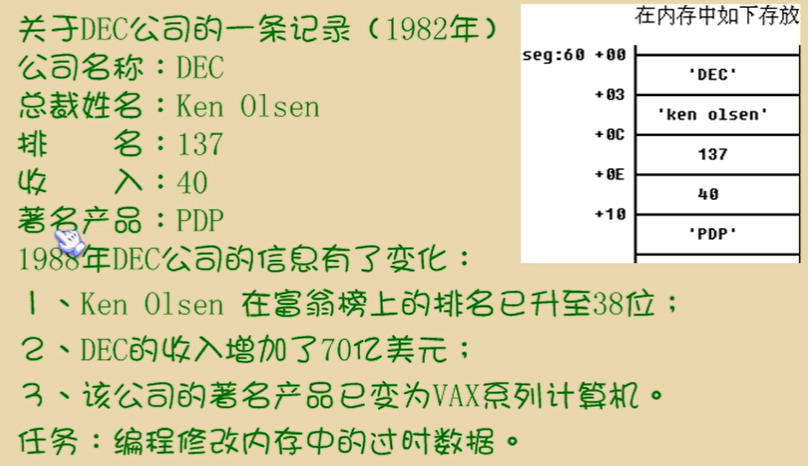 关于DEC公司的一条记录（1982年）
公司名称：DEC
总裁姓名：Ken Olsen
排　　名：137
收　　入：40
著名产品：PDP
1988年DEC公司的信息有了变化：
1、Ken Olsen 在富翁榜上的排名已升至38位；
2、DEC的收入增加了70亿美元；
3、该公司的著名产品已变为VAX系列计算机。
任务：编程修改内存中的过时数据。
在内存中如下存放
seg:60 +00
'DEC'
+03
'ken olsen'
+0C
137
+0E
40
+10
'PDP'